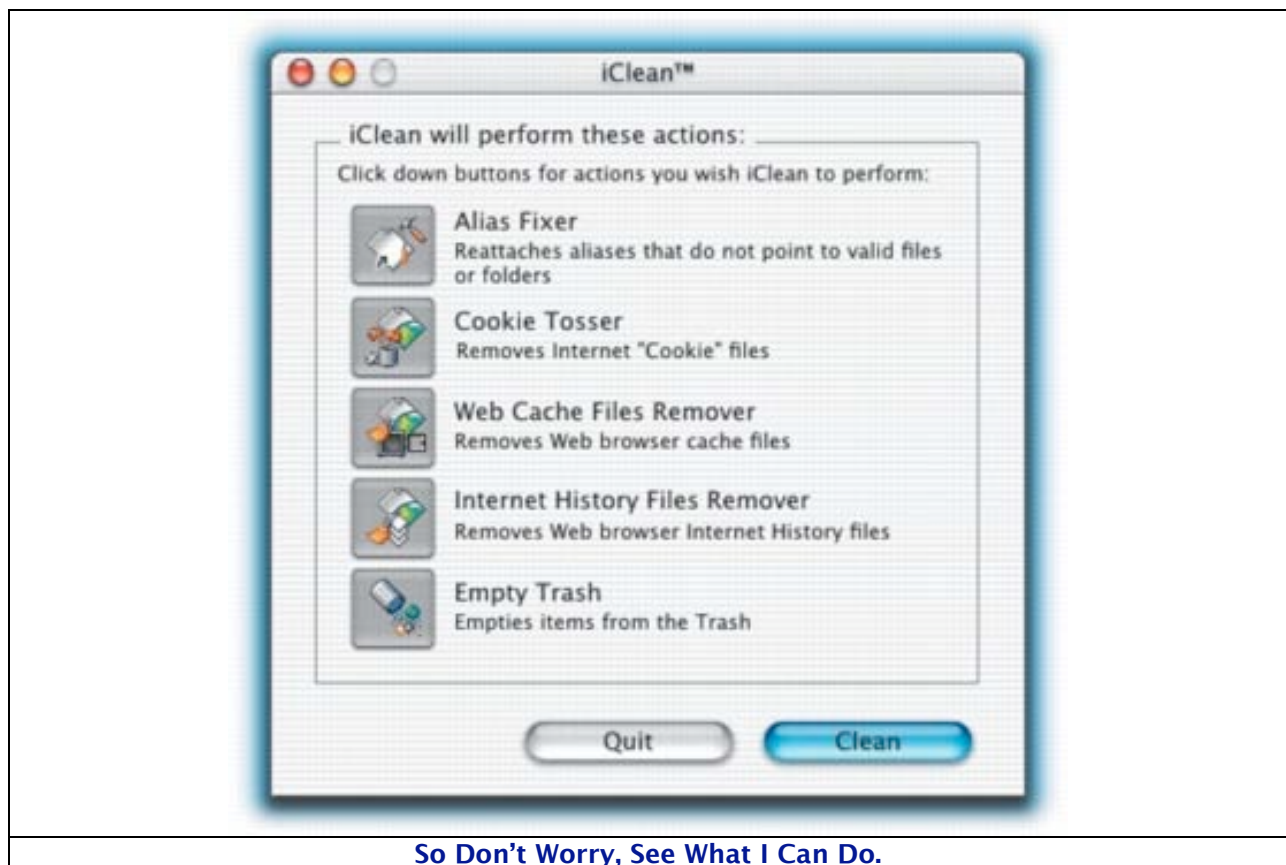 iClean™
iClean will perform these actions:
Click down buttons for actions you wish iClean to perform:
Alias Fixer
Reattaches aliases that do not point to valid files
or folders
Cookie Tosser
Removes Internet "Cookie" files
Web Cache Files Remover
Removes Web browser cache files
Internet History Files Remover
Removes Web browser Internet History files
Empty Trash
Empties items from the Trash
Quit
Clean
So Don't Worry, See What I Can Do.